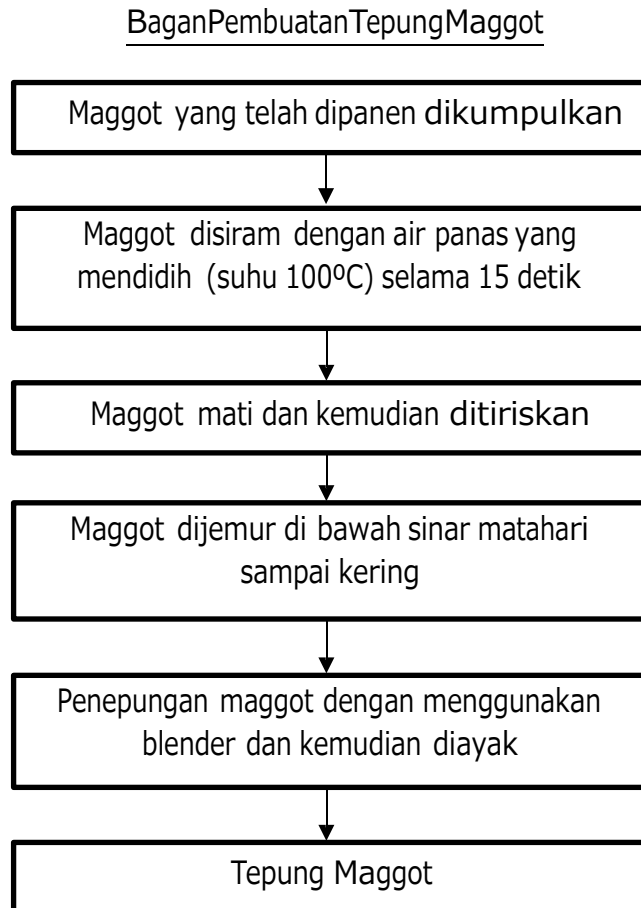 BaganPembuatanTepungMaggot
Maggot yang telah dipanen dikumpulkan
Maggot disiram dengan air panas yang
mendidih (suhu 100ºC) selama 15 detik
Maggot mati dan kemudian ditiriskan
Maggot dijemur di bawah sinar matahari
sampai kering
Penepungan maggot dengan menggunakan
blender dan kemudian diayak
Tepung Maggot